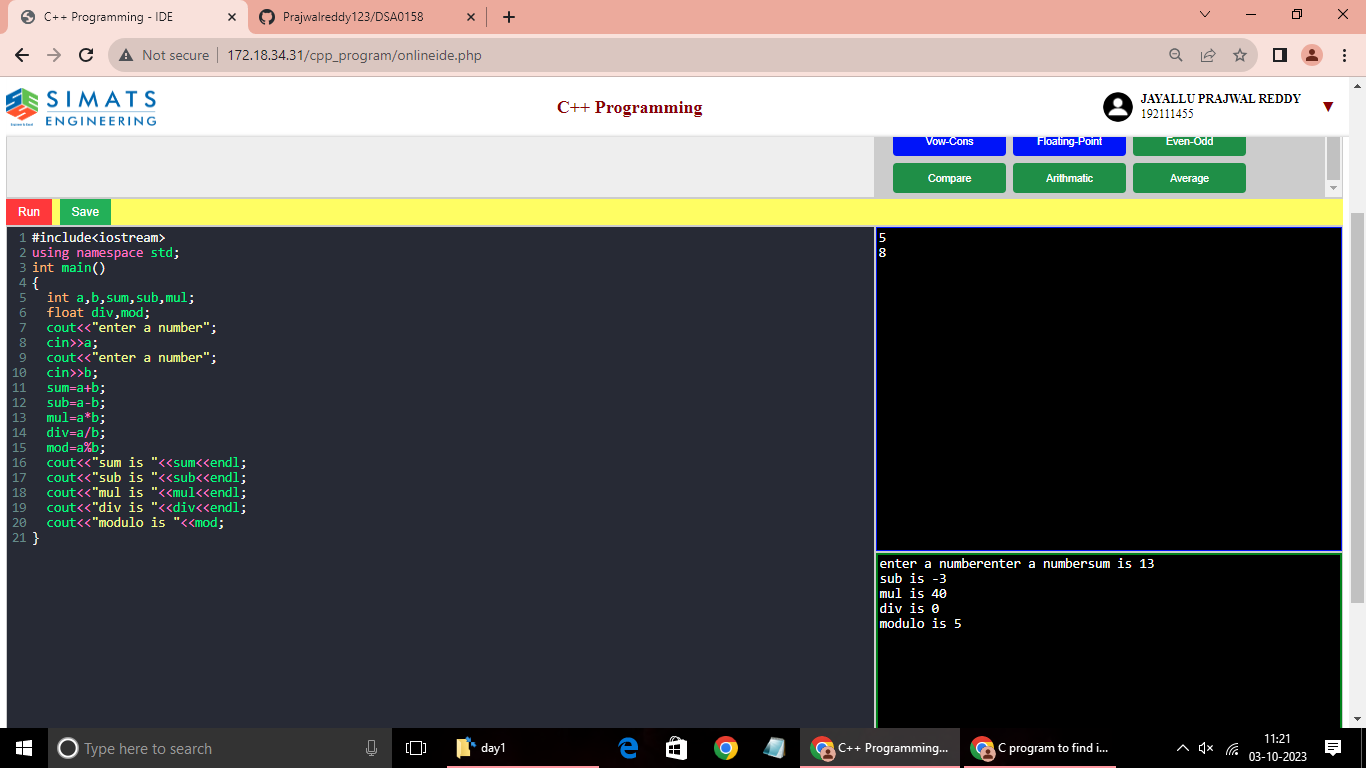 C++ Programming - IDE
Prajwalreddy123/DSA0158
Not secure
172.18.34.31/cpp_program/onlineide.php
SIMATS
ENGINEERING
C++ Programming
JAYALLU PRAJWAL REDDY
192111455
Vow-Cons
Floating-Point
Even-Odd
Compare
Arithmatic
Average
Run
Save
1 #include<iostream>
2 using namespace std;
3 int main()
4 {
5   int a,b,sum,sub,mul;
6   float div,mod;
7   cout<<"enter a number";
8   cin>>a;
9   cout<<"enter a number";
10   cin>>b;
11   sum=a+b;
12   sub=a-b;
13   mul=a*b;
14   div=a/b;
15   mod=a%b;
16   cout<<"sum is "<<sum<<endl;
17   cout<<"sub is "<<sub<<endl;
18   cout<<"mul is "<<mul<<endl;
19   cout<<"div is "<<div<<endl;
20   cout<<"modulo is "<<mod;
21 }
5
8
enter a numberenter a numbersum is 13
sub is -3
mul is 40
div is 0
modulo is 5
Type here to search
day1
C++ Programming...
C program to find i...
11:21
03-10-2023